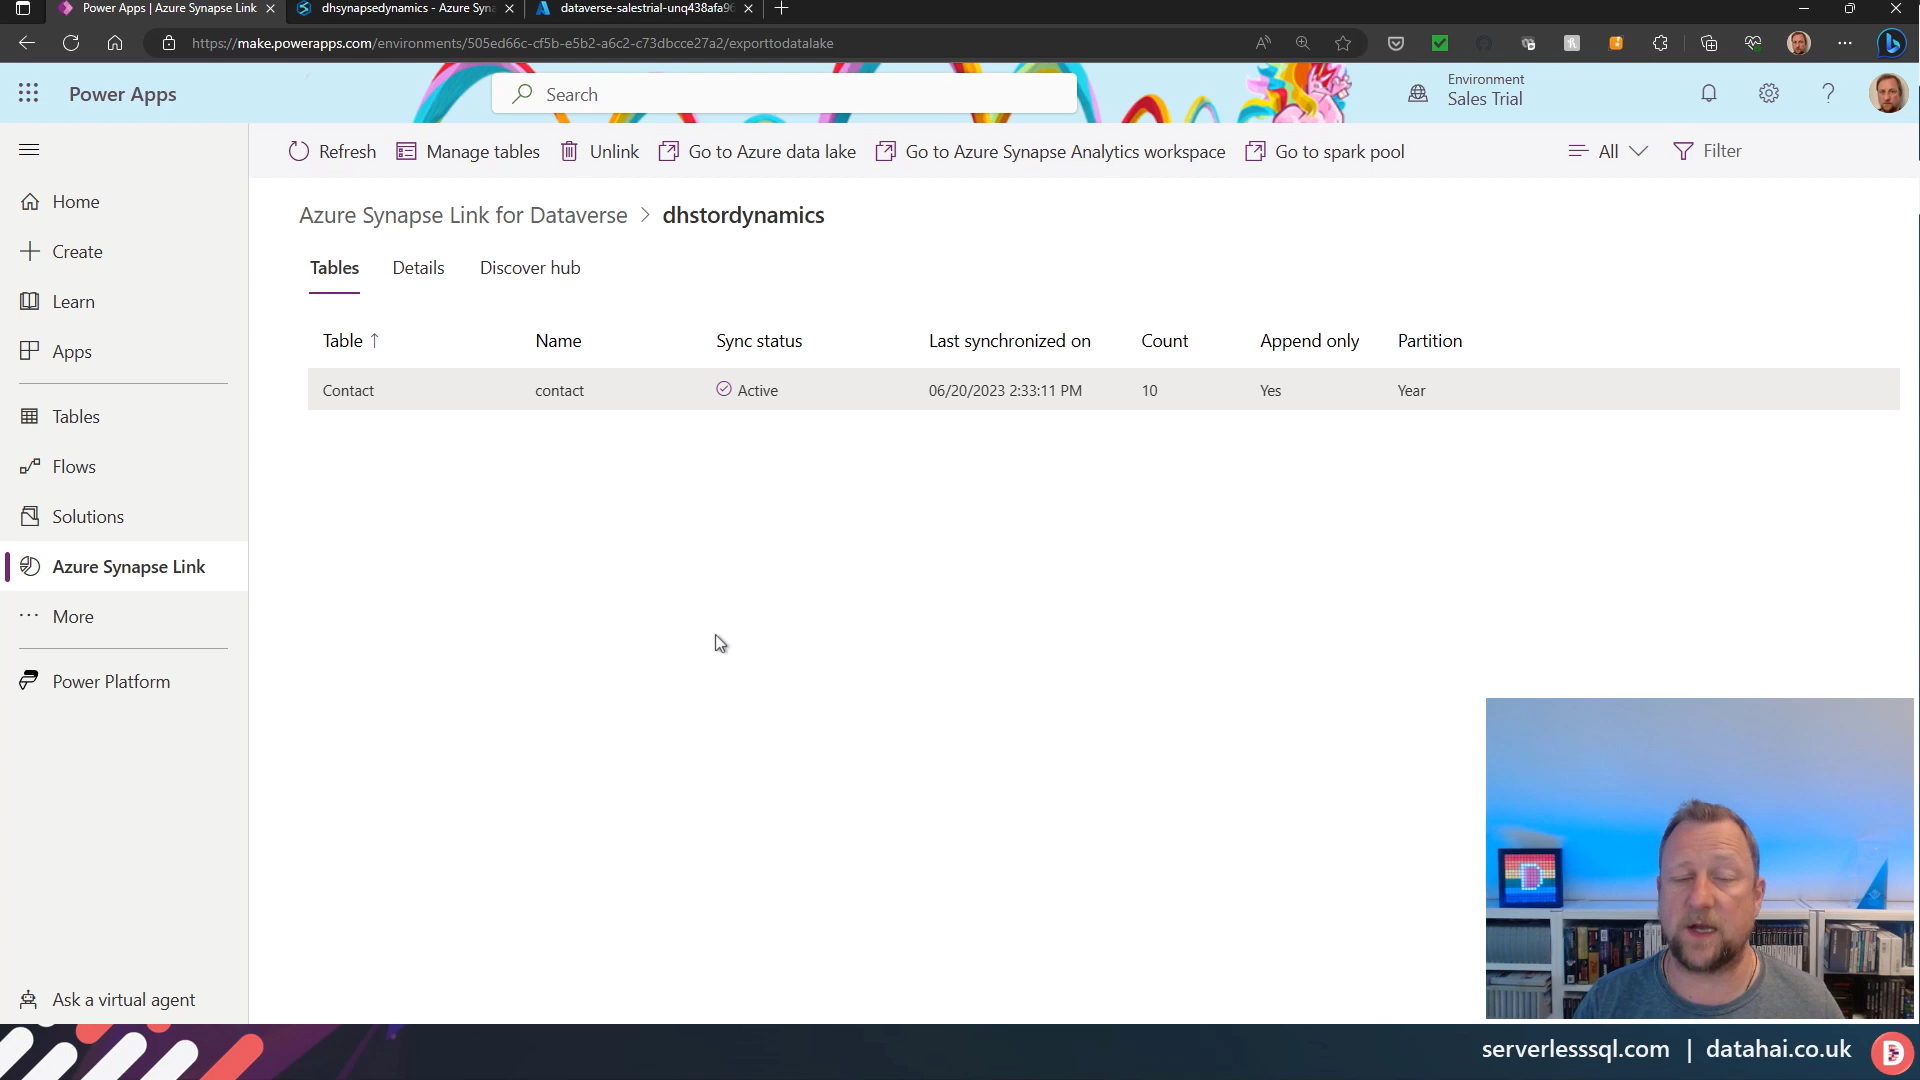 Power Apps | Azure Synapse Link
dhsynapsedynamics - Azure Syna
dataverse-salestrial-unq438afa96
https://make.powerapps.com/environments/505ed66c-cf5b-e5b2-a6c2-c73dbcce27a2/exporttodatalake
Power Apps
Search
Environment
Sales Trial
Refresh
Manage tables
Unlink
Go to Azure data lake
Go to Azure Synapse Analytics workspace
Go to spark pool
All
Filter
Home
Create
Learn
Apps
Tables
Flows
Solutions
Azure Synapse Link
More
Power Platform
Ask a virtual agent
Azure Synapse Link for Dataverse > dhstordynamics
Tables Details Discover hub
Table ↑ Name Sync status Last synchronized on Count Append only Partition
Contact contact Active 06/20/2023 2:33:11 PM 10 Yes Year
D
serverlesssql.com | datahai.co.uk
D